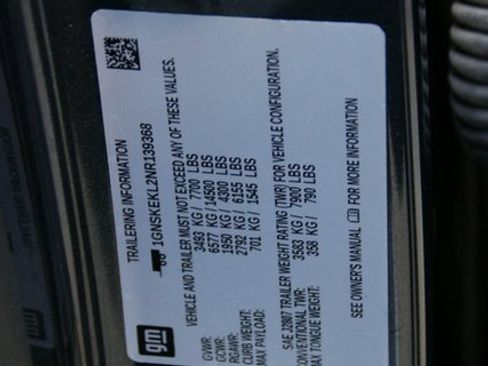 gm
TRAILERING INFORMATION
1GNSKEKL2NR139368
VEHICLE AND TRAILER MUST NOT EXCEED ANY OF THESE VALUES.
GVWR: 3493 KG / 7700 LBS
GCWR: 6577 KG / 14500 LBS
RGAWR: 1950 KG / 4300 LBS
CURB WEIGHT: 2792 KG / 6155 LBS
MAX PAYLOAD: 701 KG / 1545 LBS
SAE J2807 TRAILER WEIGHT RATING (TWR) FOR VEHICLE CONFIGURATION.
CONVENTIONAL TWR: 3583 KG / 7900 LBS
MAX TONGUE WEIGHT: 358 KG / 790 LBS
SEE OWNER'S MANUAL FOR MORE INFORMATION